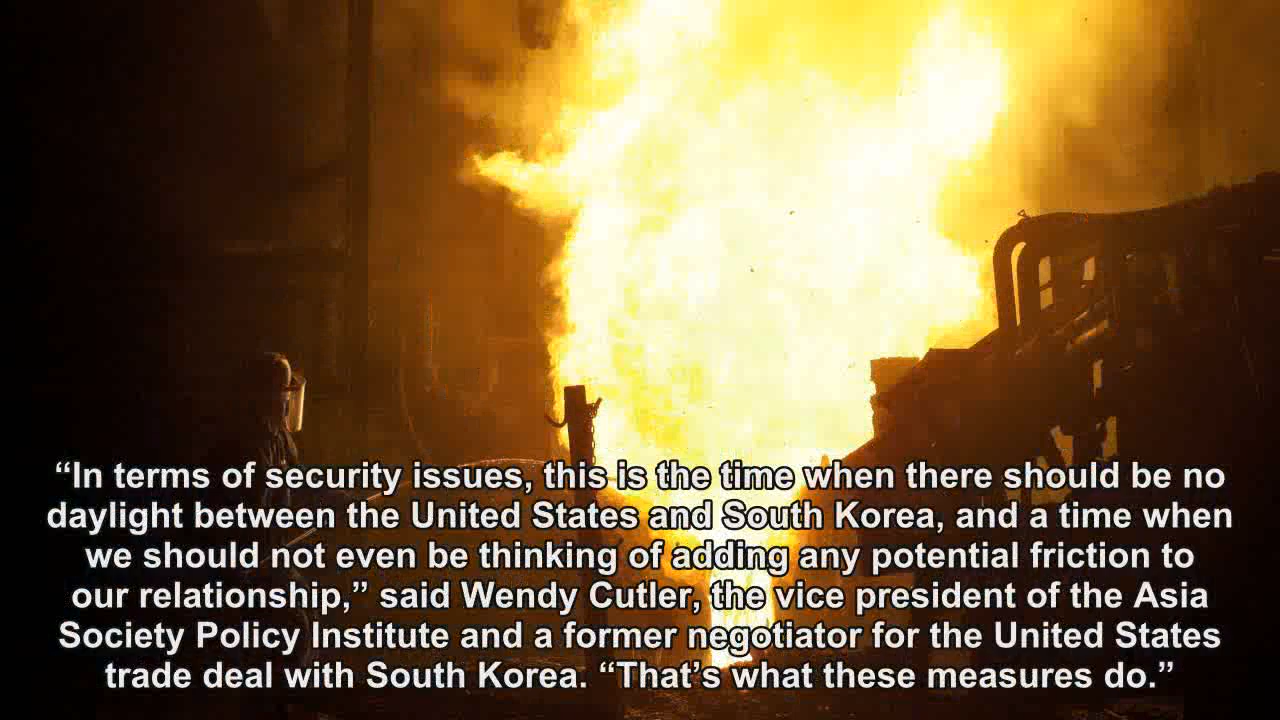 “In terms of security issues, this is the time when there should be no
daylight between the United States and South Korea, and a time when
we should not even be thinking of adding any potential friction to
our relationship,” said Wendy Cutler, the vice president of the Asia
Society Policy Institute and a former negotiator for the United States
trade deal with South Korea. “That’s what these measures do.”